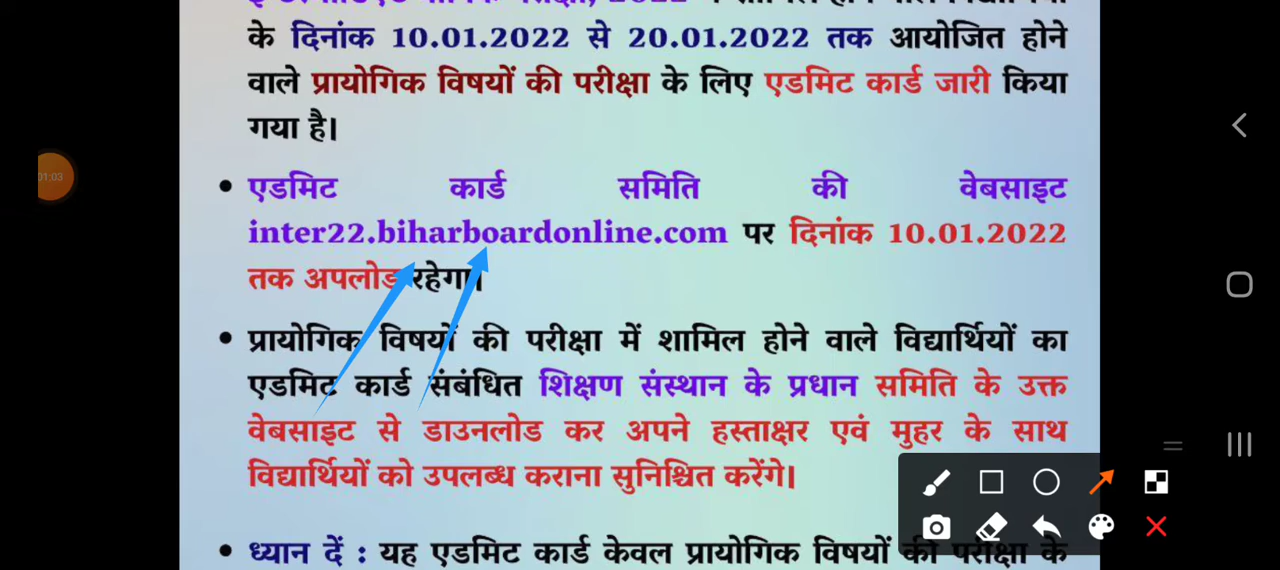 के दिनांक 10.01.2022 से 20.01.2022 तक आयोजित होने
वाले प्रायोगिक विषयों की परीक्षा के लिए एडमिट कार्ड जारी किया
गया है।
• एडमिट कार्ड समिति की वेबसाइट
inter22.biharboardonline.com पर दिनांक 10.01.2022
तक अपलोड रहेगा।
• प्रायोगिक विषयों की परीक्षा में शामिल होने वाले विद्यार्थियों का
एडमिट कार्ड संबंधित शिक्षण संस्थान के प्रधान समिति के उक्त
वेबसाइट से डाउनलोड कर अपने हस्ताक्षर एवं मुहर के साथ
विद्यार्थियों को उपलब्ध कराना सुनिश्चित करेंगे।
• ध्यान दें : यह एडमिट कार्ड केवल प्रायोगिक विषयों की परीक्षा के
01:03